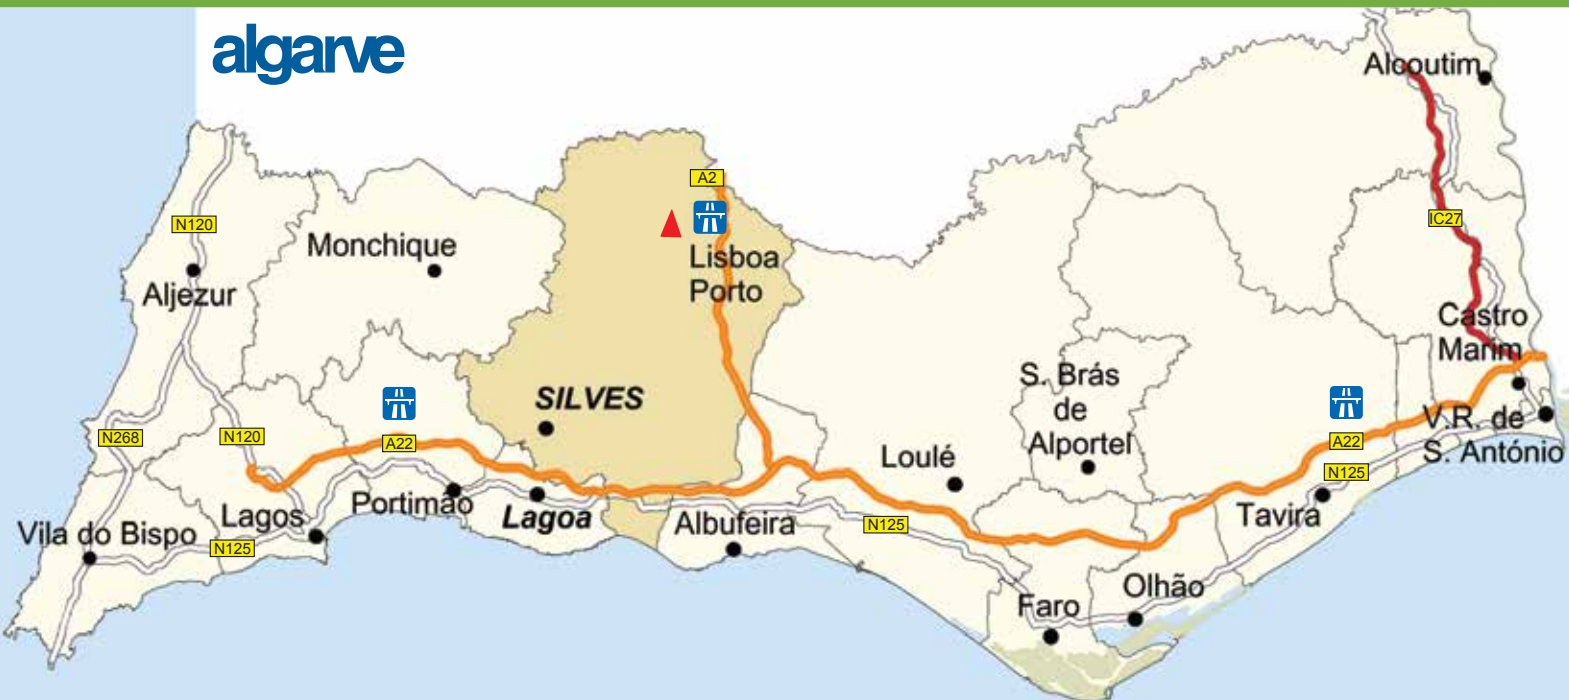 algarve
Alcoutim
A2
N120
IC27
Monchique
Lisboa
Porto
Aljezur
Castro
Marim
S. Brás
de
Alportel
SILVES
V.R. de
S. António
N268
N120
A22
A22
Loulé
N125
Portimão
Lagoa
Lagos
Albufeira
N125
Tavira
Vila do Bispo
N125
Olhão
Faro